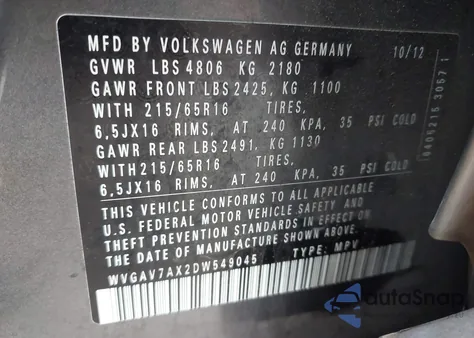 MFD BY VOLKSWAGEN AG GERMANY 10/12
GVWR LBS 4806 KG 2180
GAWR FRONT LBS 2425, KG 1100
WITH 215/65R16 TIRES,
6,5JX16 RIMS, AT 240 KPA, 35 PSI COLD
GAWR REAR LBS 2491, KG 1130
WITH 215/65R16 TIRES,
6,5JX16 RIMS, AT 240 KPA, 35 PSI COLD
THIS VEHICLE CONFORMS TO ALL APPLICABLE
U.S. FEDERAL MOTOR VEHICLE SAFETY AND
THEFT PREVENTION STANDARDS IN EFFECT ON
THE DATE OF MANUFACTURE SHOWN ABOVE
WVGAV7AX2DW549045 TYPE: MPV
autoSnap